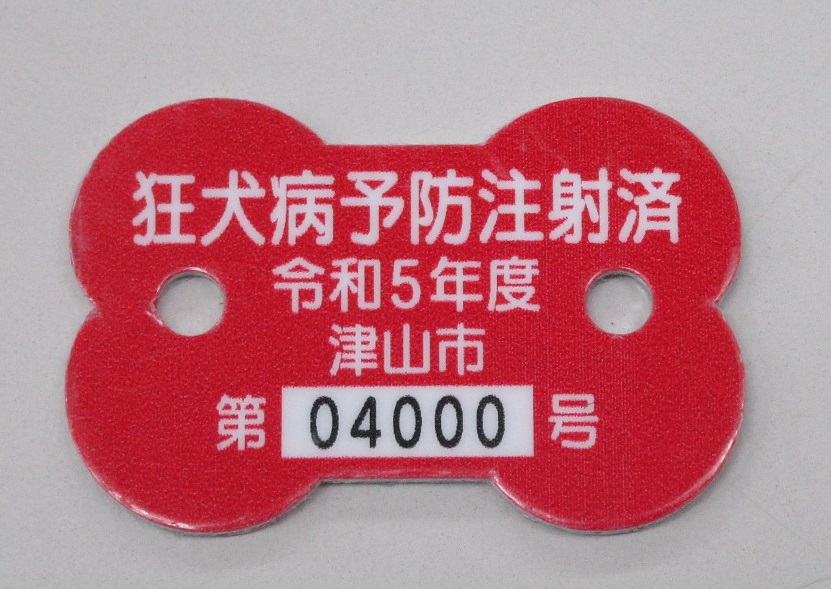 狂犬病予防注射済
令和5年度
津山市
第 04000 号